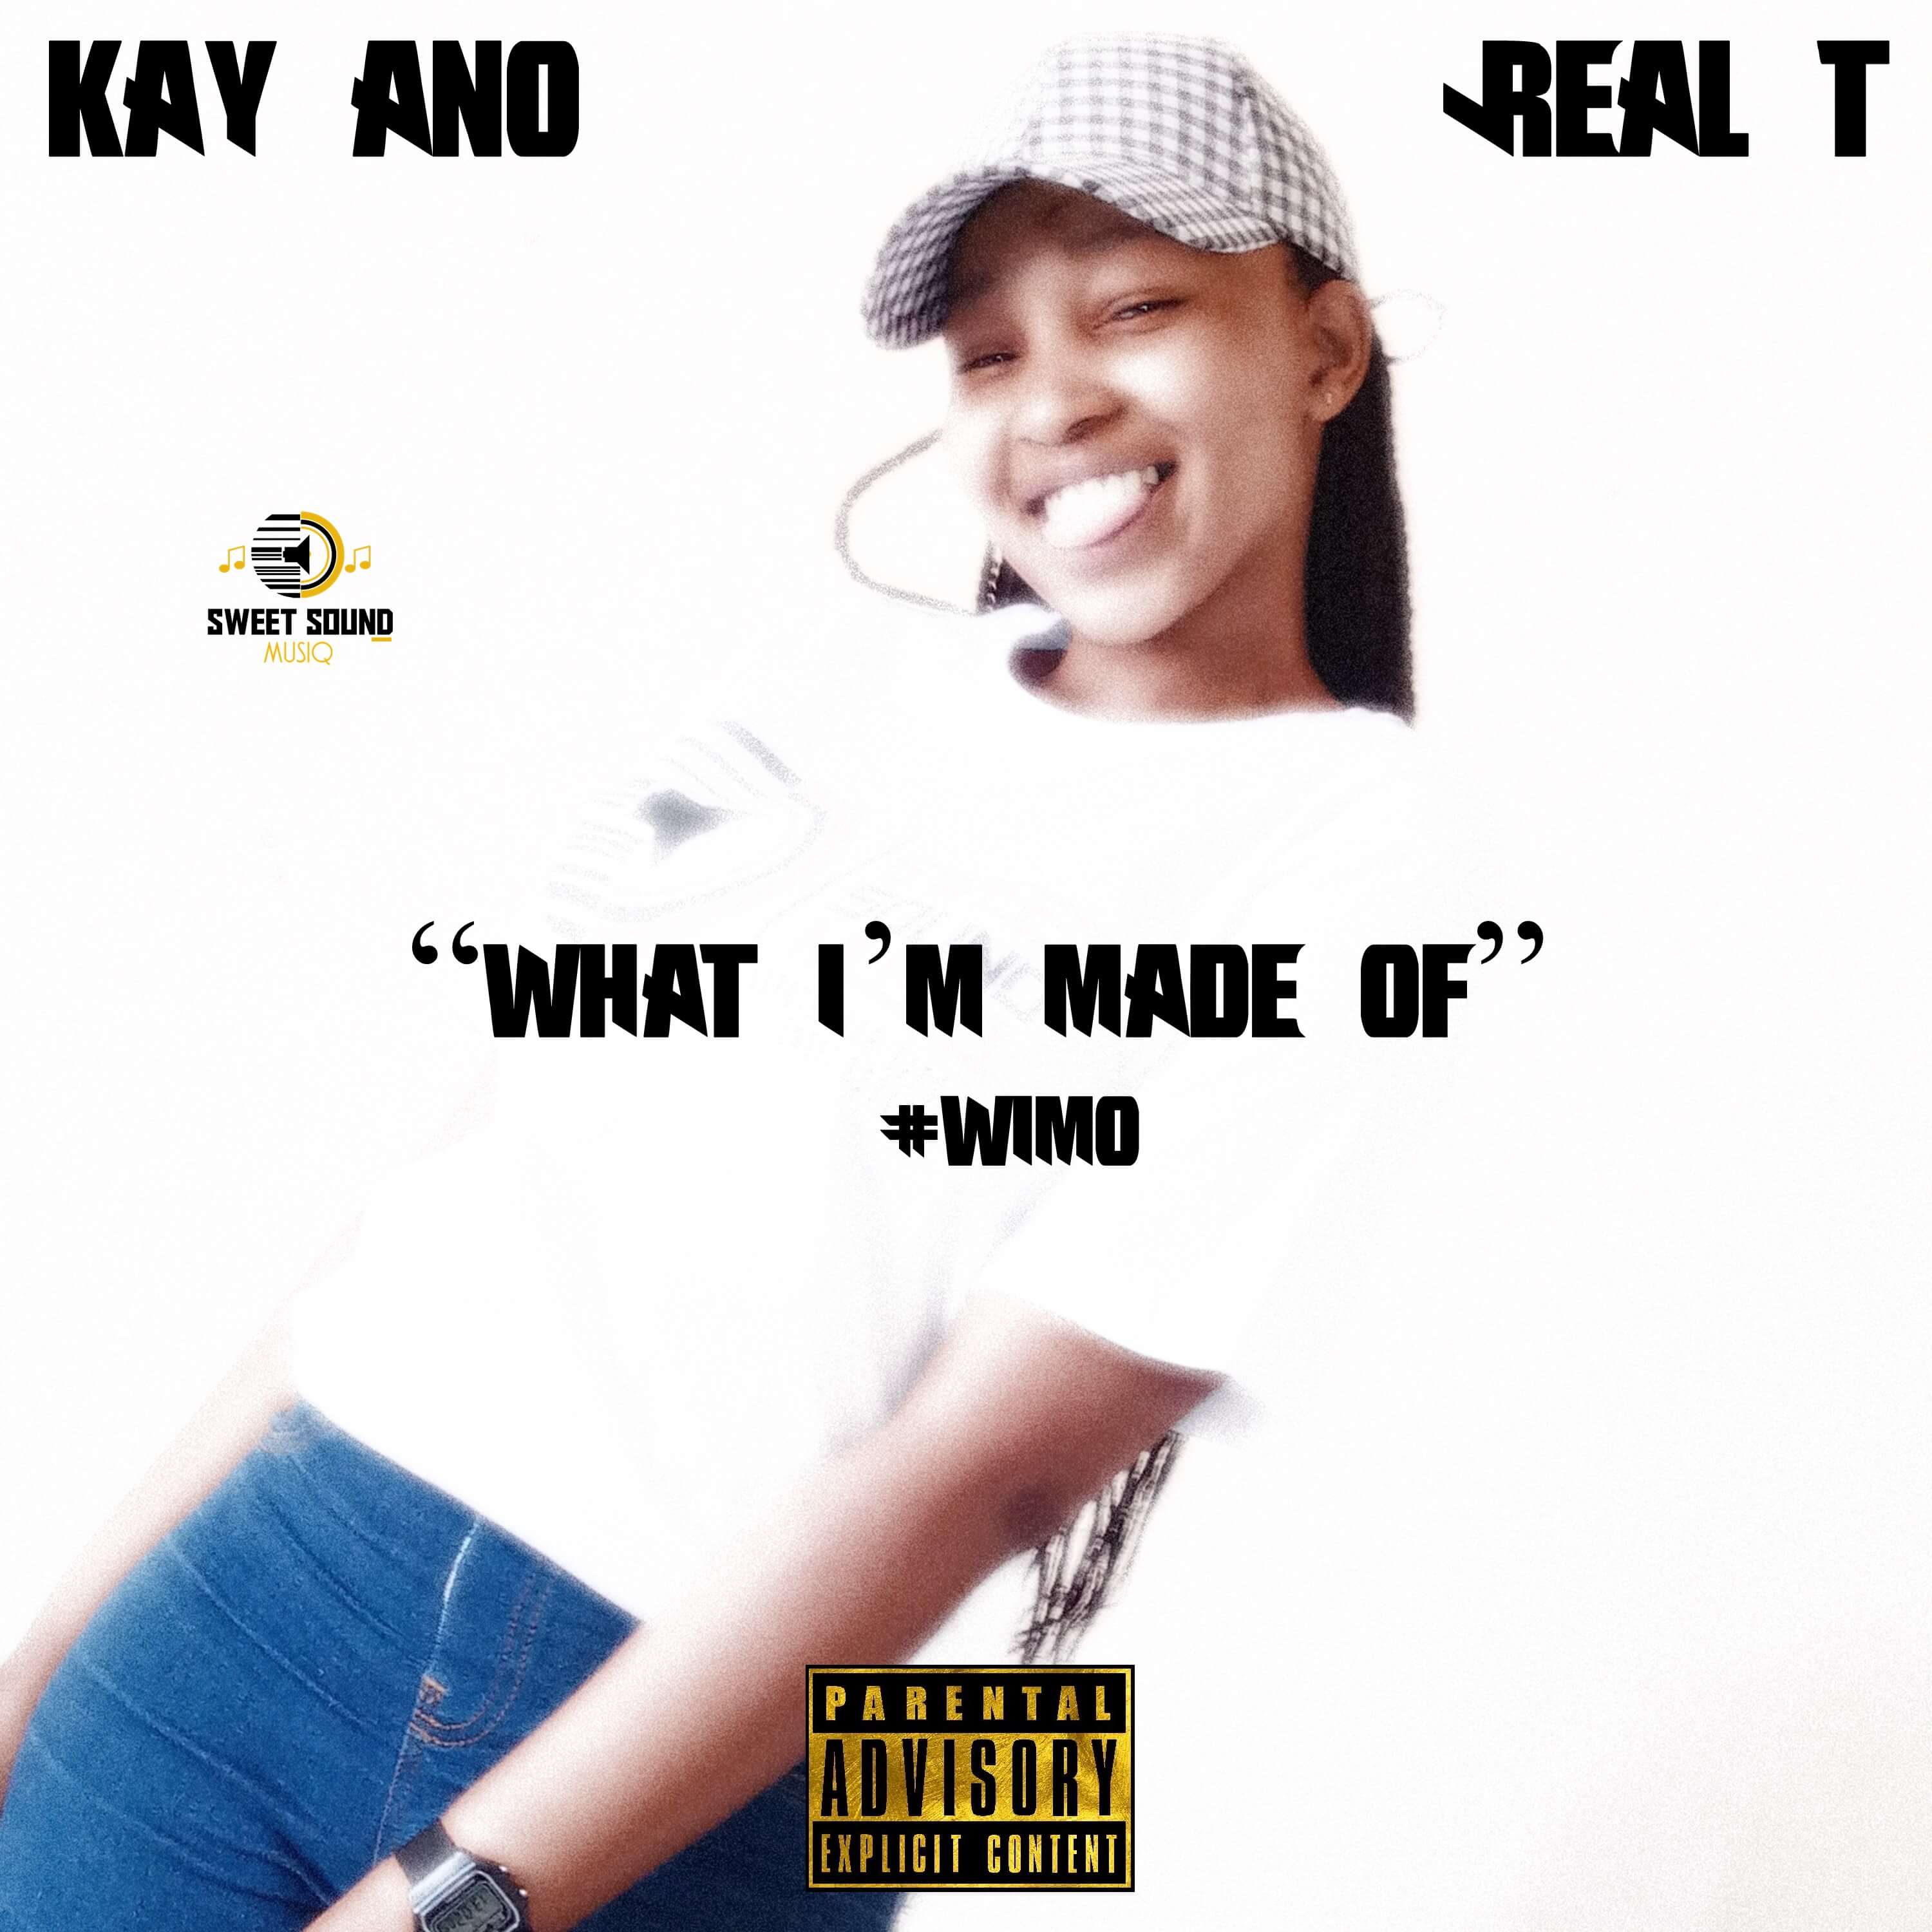 KAY ANO
REAL T
SWEET SOUND
MUSIQ
“WHAT I’M MADE OF”
#WIMO
PARENTAL
ADVISORY
EXPLICIT CONTENT